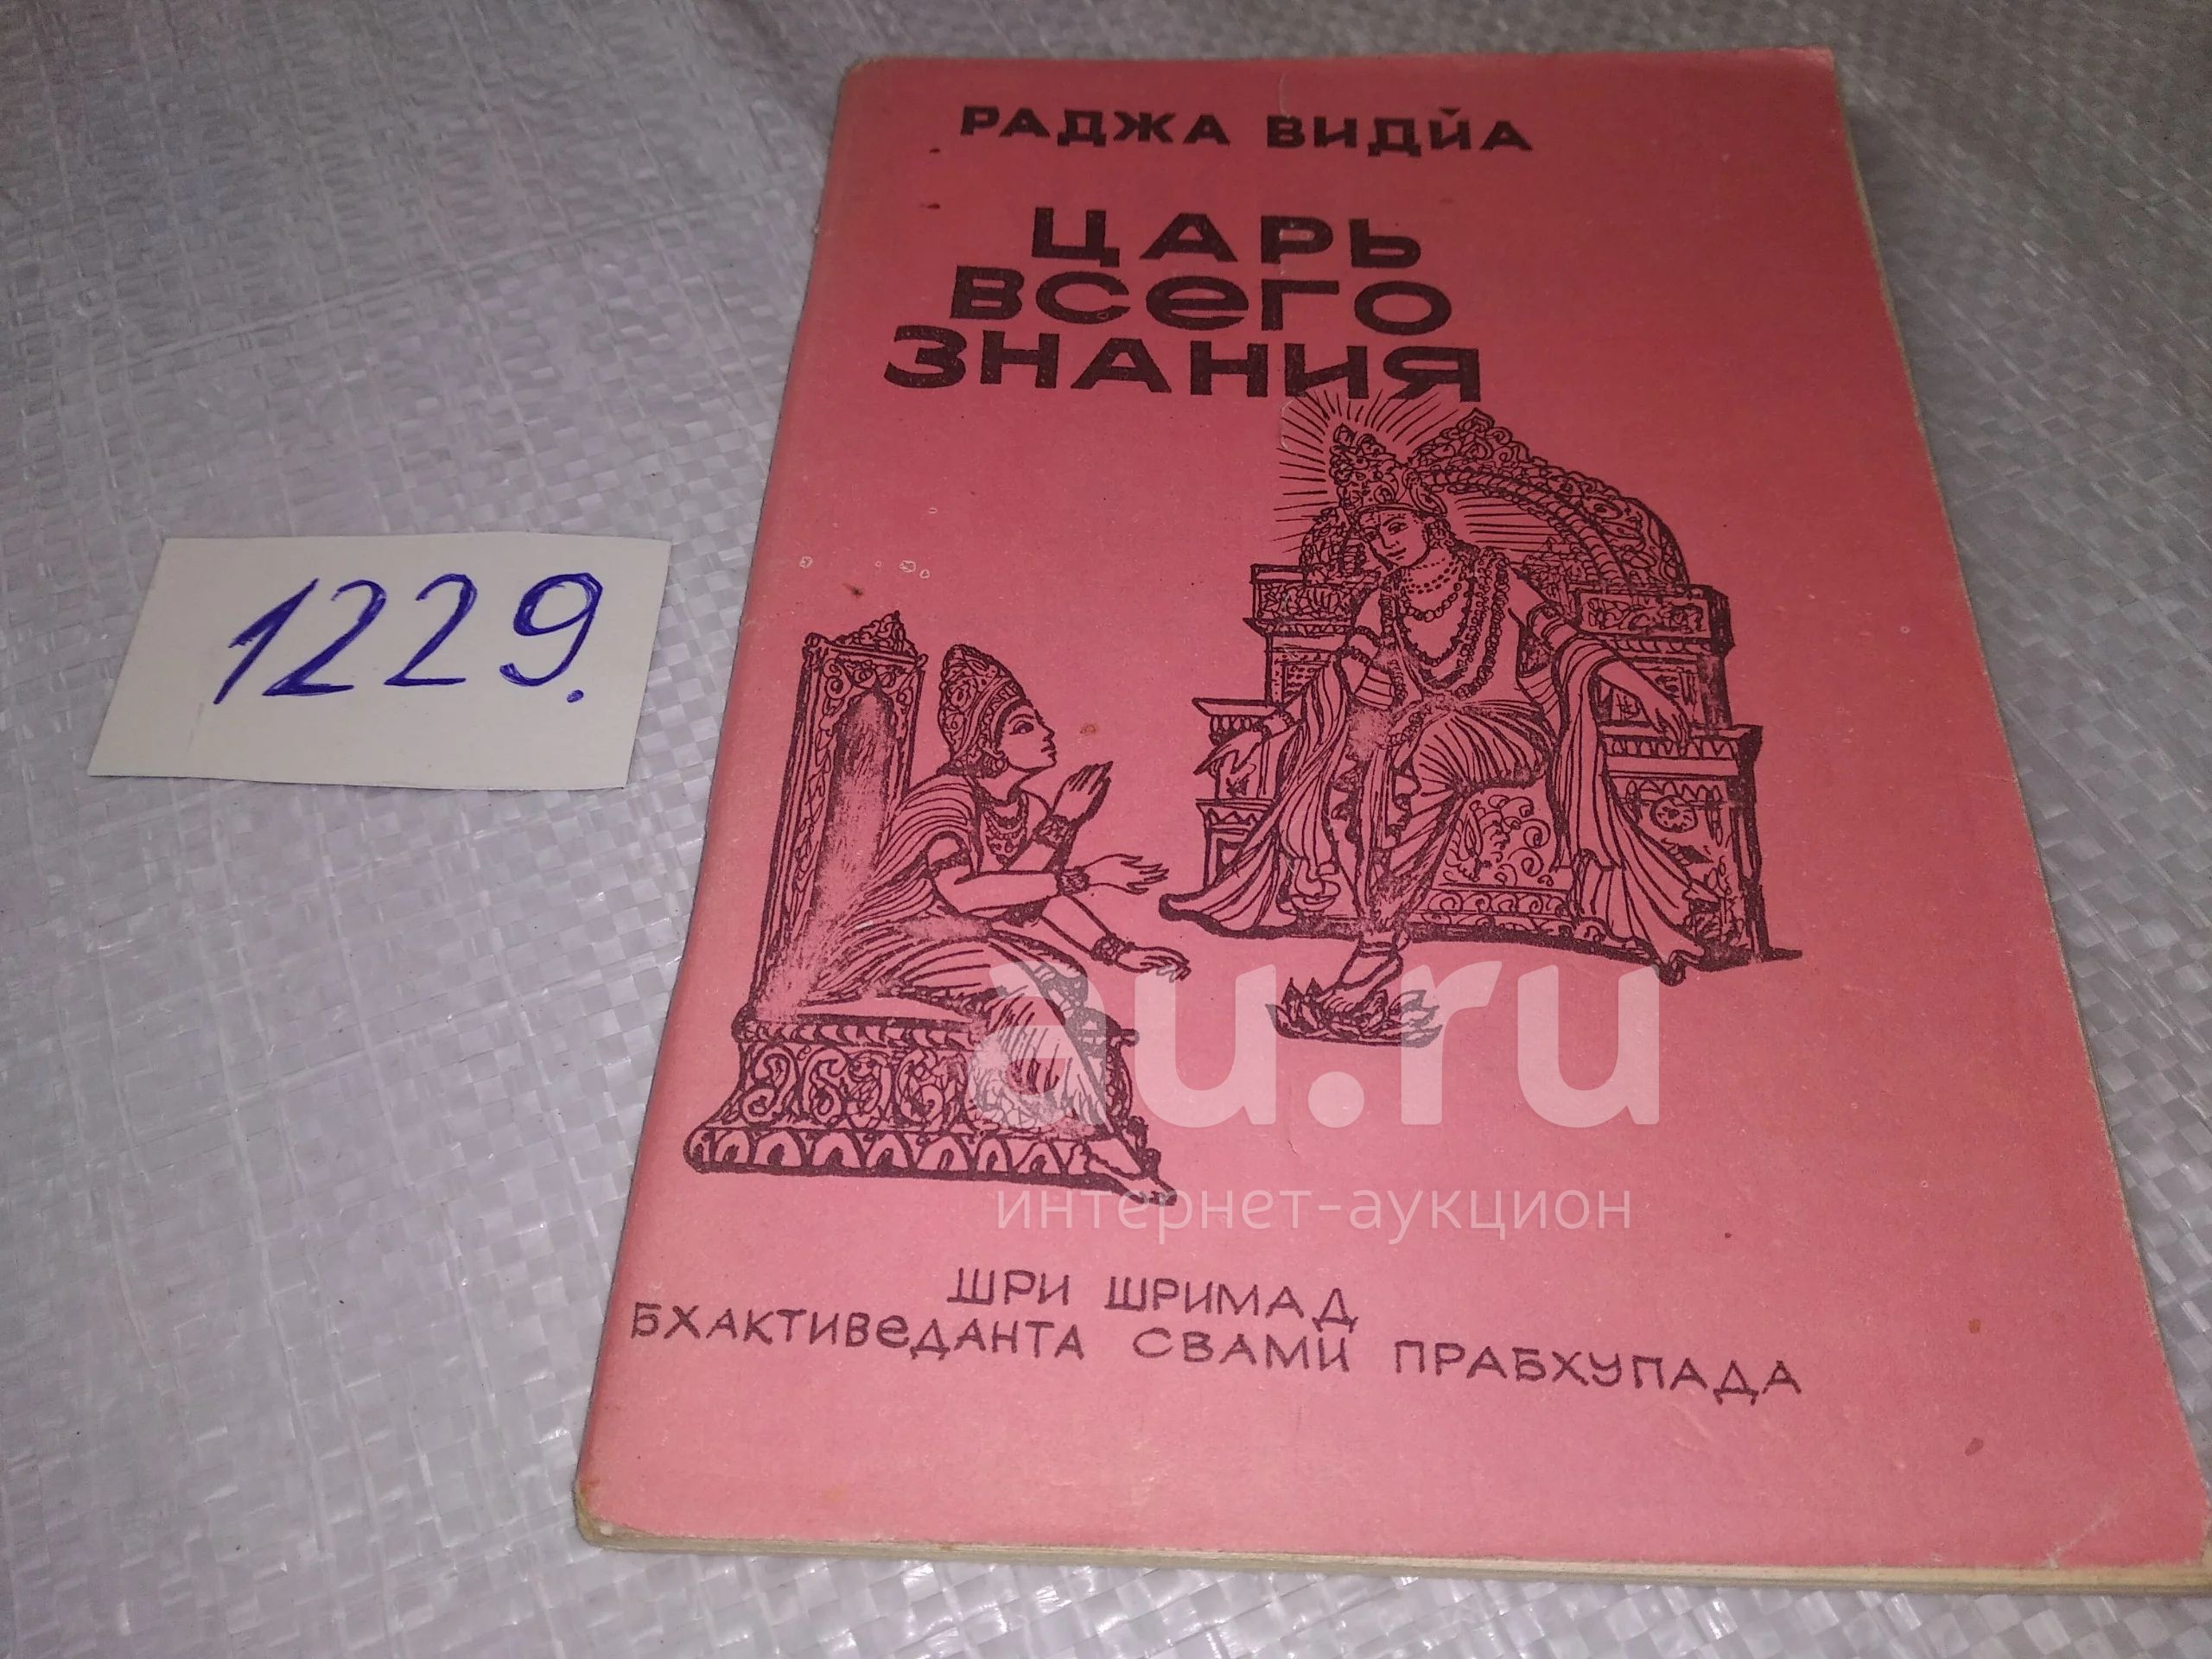 РАДЖА ВИДЙА
ЦАРЬ
ВСеГО
ЗНАНИЯ
1229.
au.ru
интернет-аукцион
ШРИ ШРИМАД
БХАКТИВеДАНТА СВАМИ ПРАБХУПАДА